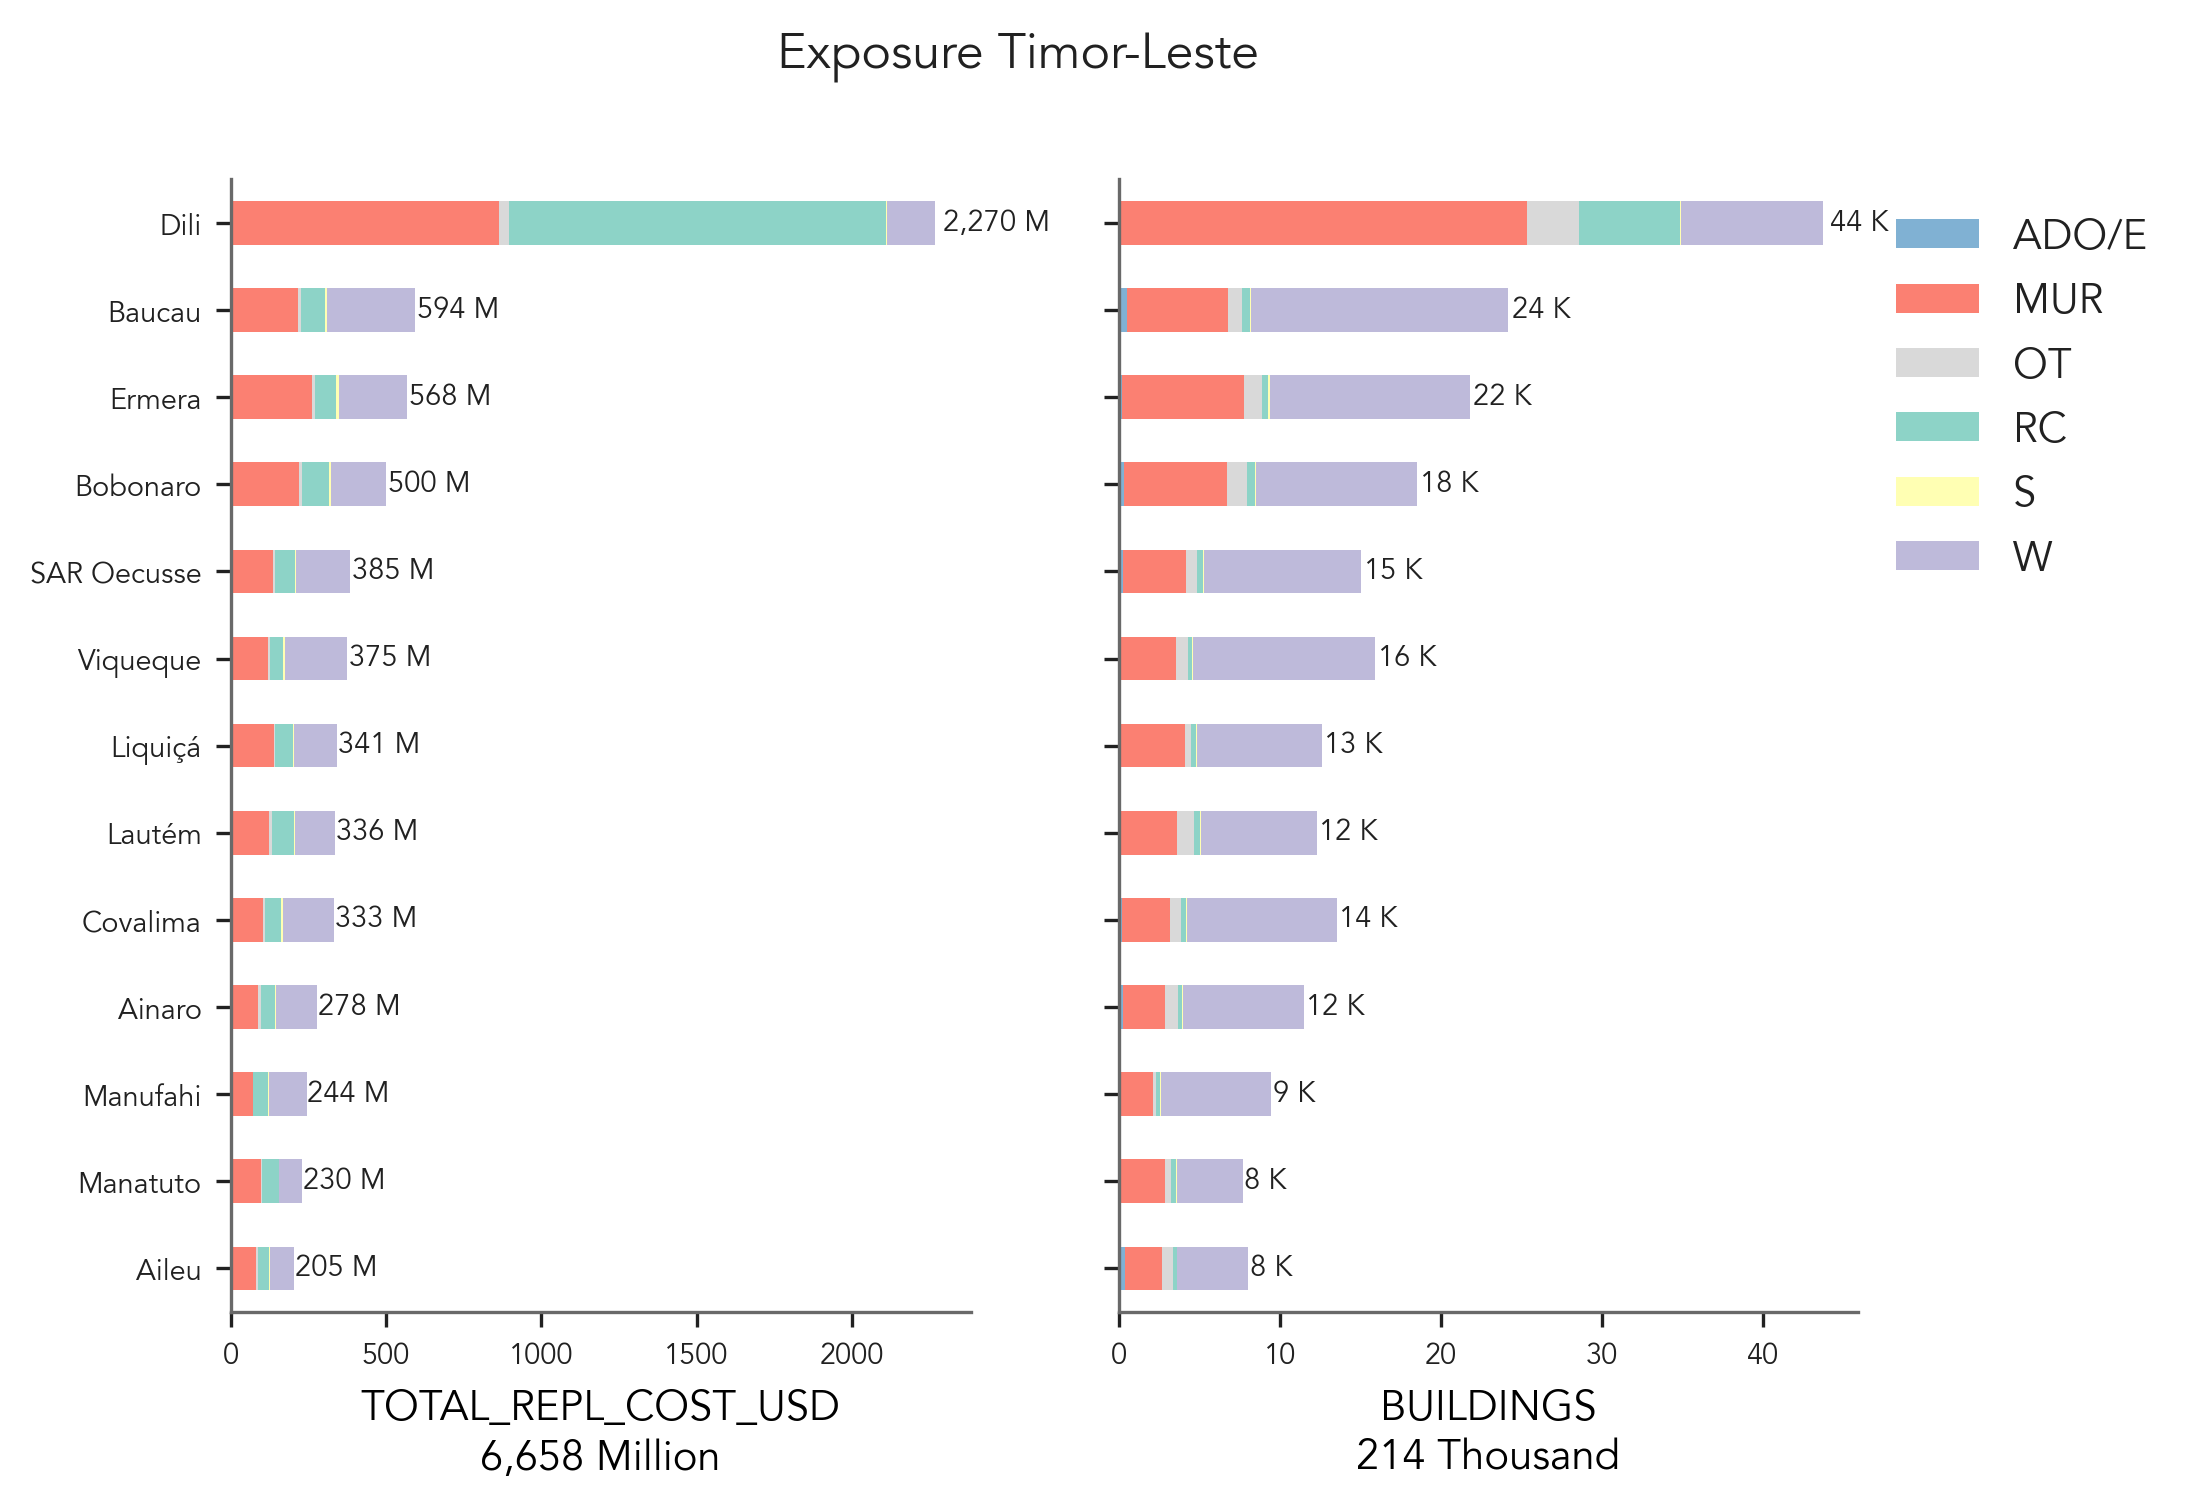 Exposure Timor-Leste
Dili
2,270 M
Baucau
594 M
Ermera
568 M
Bobonaro
500 M
SAR Oecusse
385 M
Viqueque
375 M
Liquiçá
341 M
Lautém
336 M
Covalima
333 M
Ainaro
278 M
Manufahi
244 M
Manatuto
230 M
Aileu
205 M
0 500 1000 1500 2000
TOTAL_REPL_COST_USD
6,658 Million
44 K
24 K
22 K
18 K
15 K
16 K
13 K
12 K
14 K
12 K
9 K
8 K
8 K
0 10 20 30 40
BUILDINGS
214 Thousand
ADO/E
MUR
OT
RC
S
W